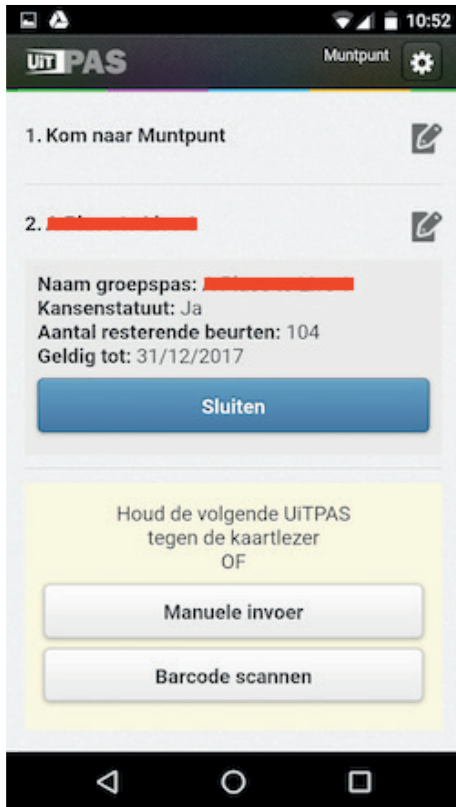 10:52
UiTPAS
Muntpunt
1. Kom naar Muntpunt
2.
Naam groepspas:
Kansenstatuut: Ja
Aantal resterende beurten: 104
Geldig tot: 31/12/2017
Sluiten
Houd de volgende UiTPAS
tegen de kaartlezer
OF
Manuele invoer
Barcode scannen